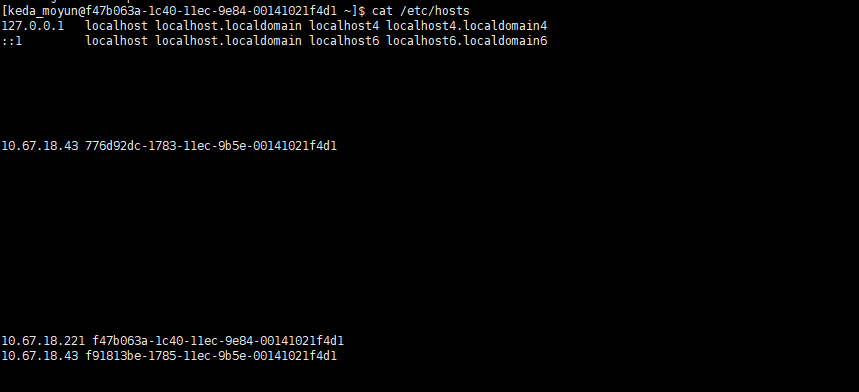 [keda_moyun@f47b063a-1c40-11ec-9e84-00141021f4d1 ~]$ cat /etc/hosts
127.0.0.1   localhost localhost.localdomain localhost4 localhost4.localdomain4
::1         localhost localhost.localdomain localhost6 localhost6.localdomain6
10.67.18.43 776d92dc-1783-11ec-9b5e-00141021f4d1
10.67.18.221 f47b063a-1c40-11ec-9e84-00141021f4d1
10.67.18.43 f91813be-1785-11ec-9b5e-00141021f4d1